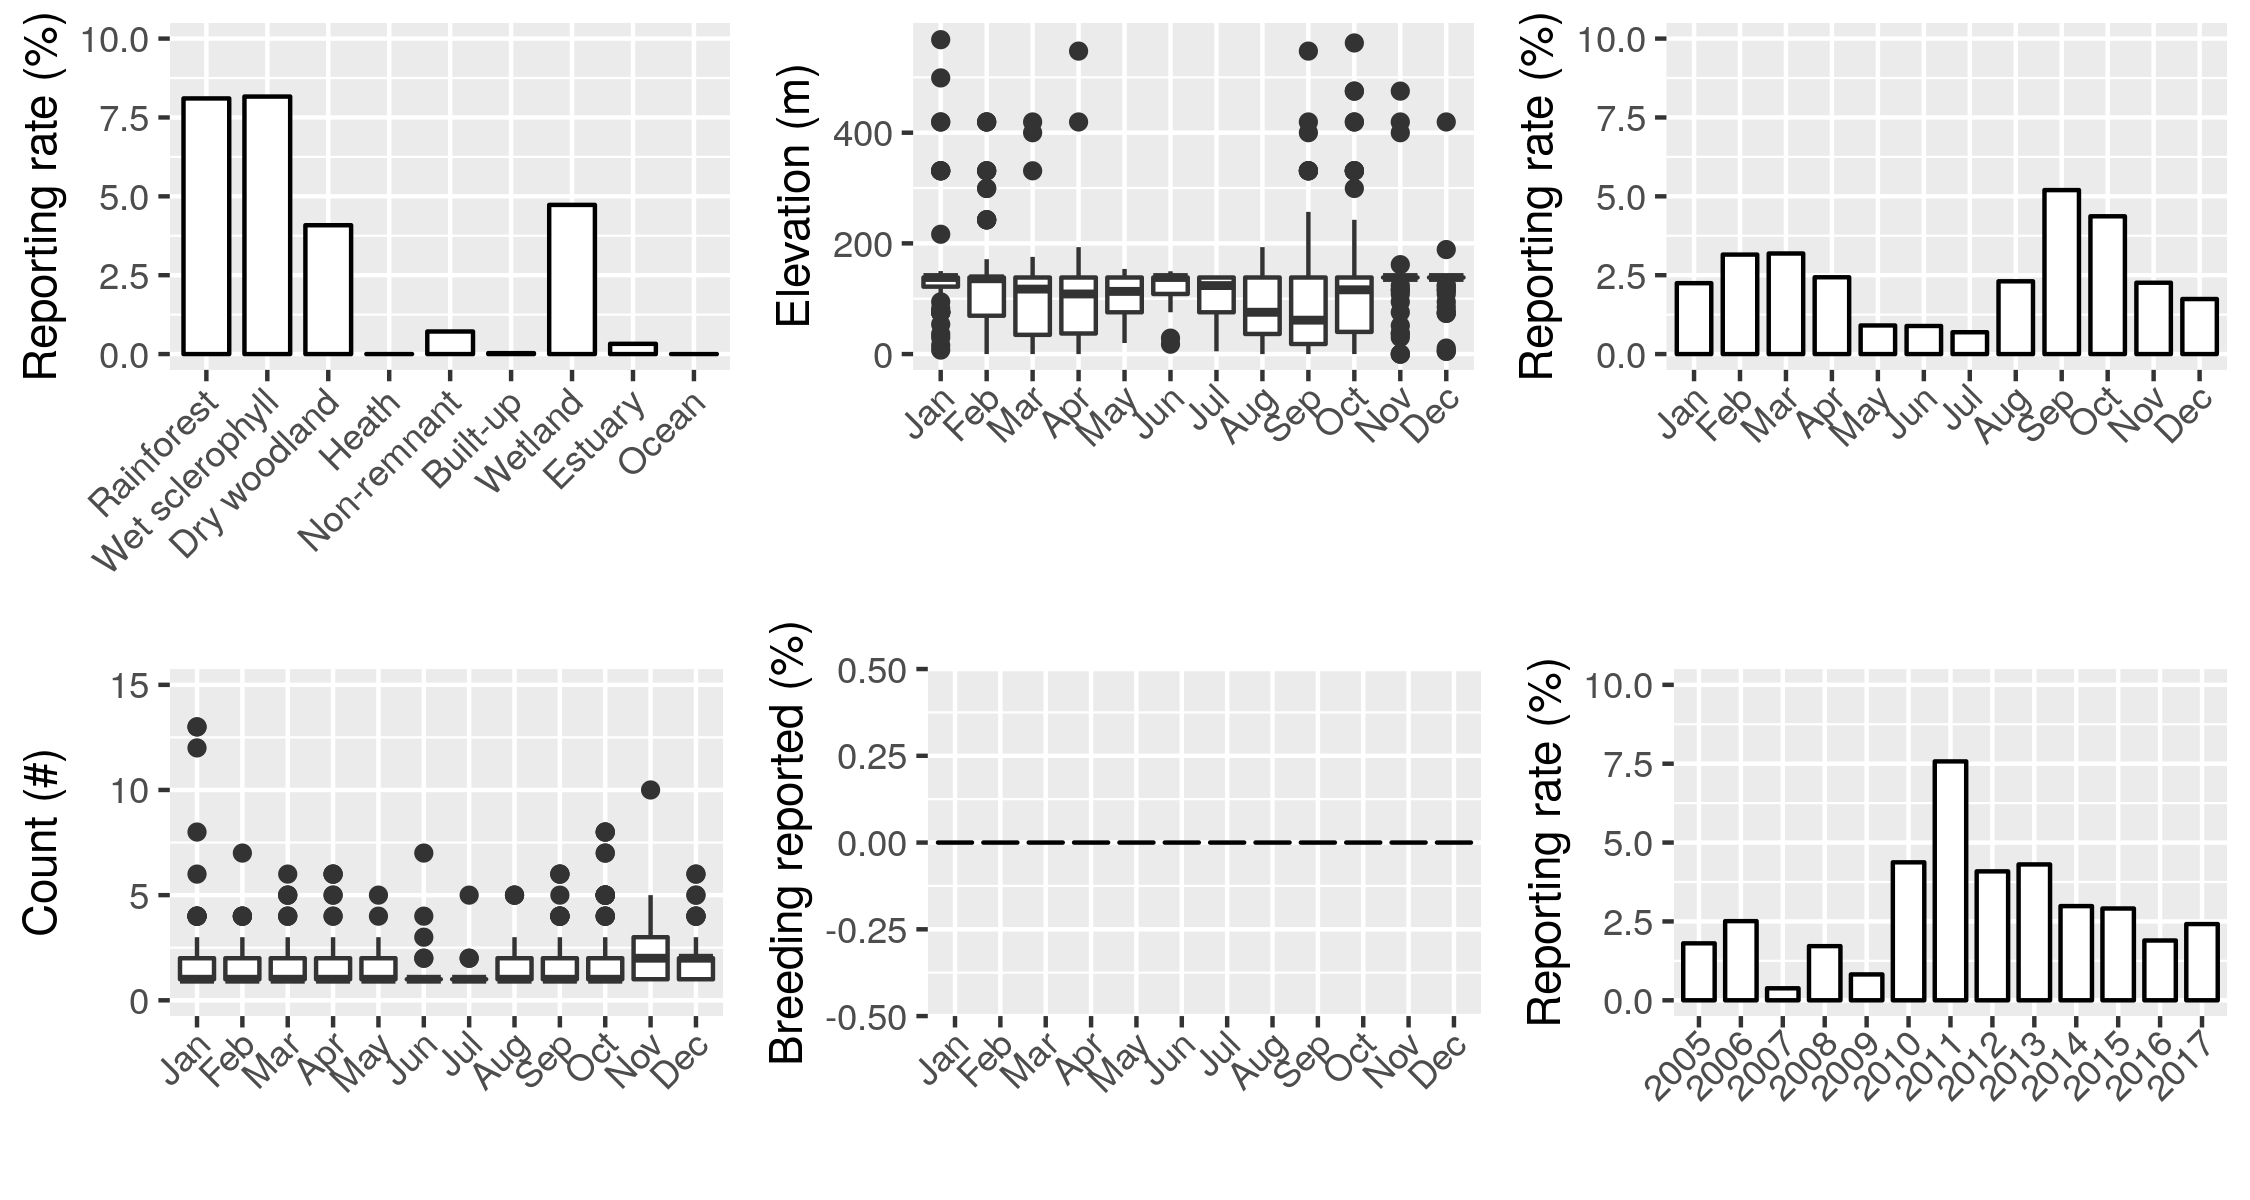 Reporting rate (%)
10.0
7.5
5.0
2.5
0.0
Rainforest
Wet sclerophyll
Dry woodland
Heath
Non-remnant
Built-up
Wetland
Estuary
Ocean
Elevation (m)
400
200
0
Jan
Feb
Mar
Apr
May
Jun
Jul
Aug
Sep
Oct
Nov
Dec
Reporting rate (%)
10.0
7.5
5.0
2.5
0.0
Jan
Feb
Mar
Apr
May
Jun
Jul
Aug
Sep
Oct
Nov
Dec
Count (#)
15
10
5
0
Jan
Feb
Mar
Apr
May
Jun
Jul
Aug
Sep
Oct
Nov
Dec
Breeding reported (%)
0.50
0.25
0.00
-0.25
-0.50
Jan
Feb
Mar
Apr
May
Jun
Jul
Aug
Sep
Oct
Nov
Dec
Reporting rate (%)
10.0
7.5
5.0
2.5
0.0
2005
2006
2007
2008
2009
2010
2011
2012
2013
2014
2015
2016
2017